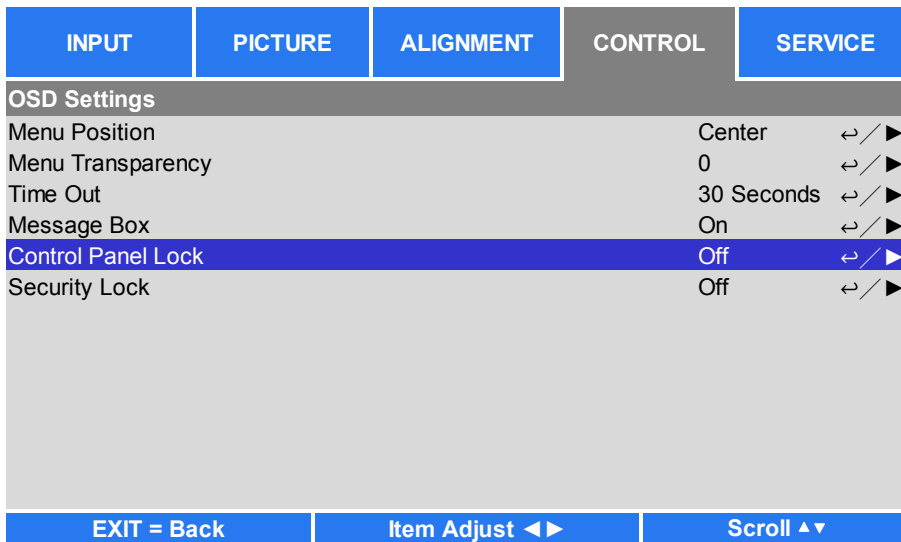 INPUT PICTURE ALIGNMENT CONTROL SERVICE
OSD Settings
Menu Position Center ↩／►
Menu Transparency 0 ↩／►
Time Out 30 Seconds ↩／►
Message Box On ↩／►
Control Panel Lock Off ↩／►
Security Lock Off ↩／►
EXIT = Back Item Adjust ◄► Scroll ▲▼